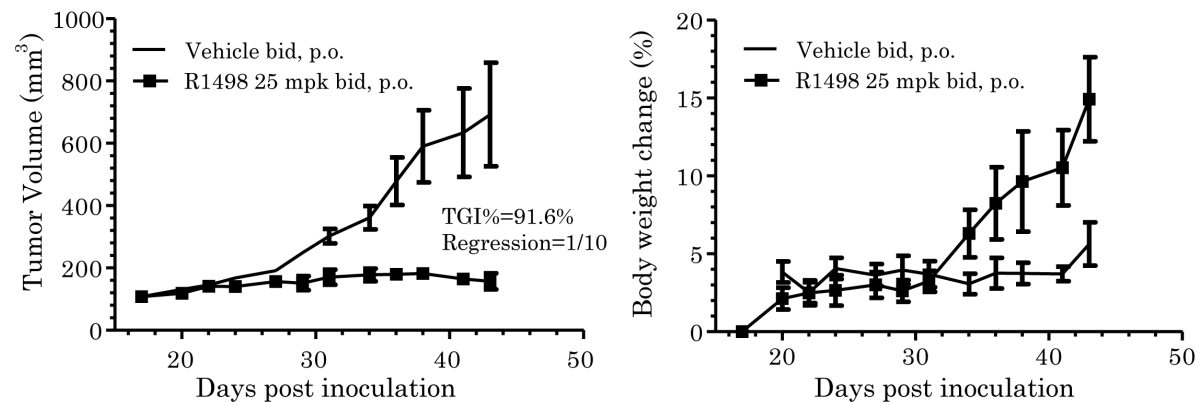 Tumor Volume (mm³)
1000
800
600
400
200
0
Vehicle bid, p.o.
R1498 25 mpk bid, p.o.
TGI%=91.6%
Regression=1/10
20 30 40 50
Days post inoculation
Body weight change (%)
20
15
10
5
0
Vehicle bid, p.o.
R1498 25 mpk bid, p.o.
20 30 40 50
Days post inoculation